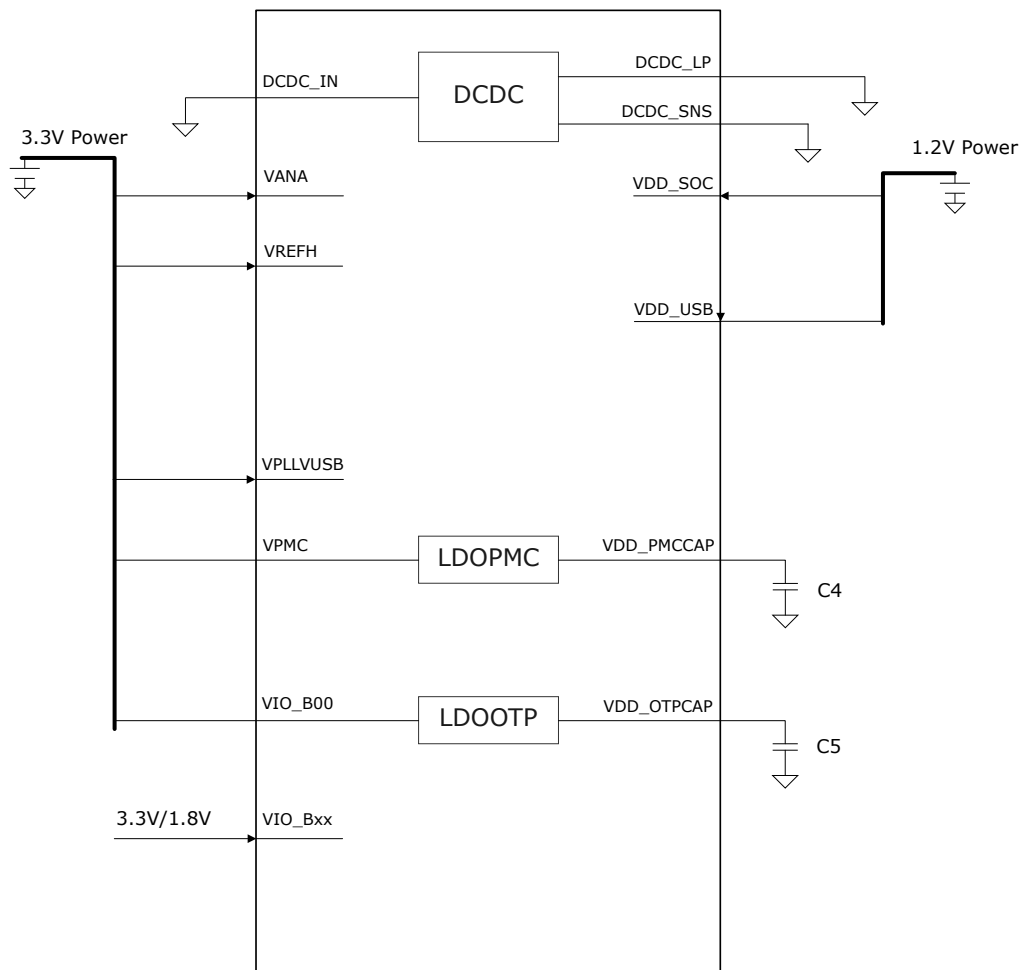 DCDC_LP
DCDC_IN
DCDC
DCDC_SNS
3.3V Power
1.2V Power
VANA
VDD_SOC
VREFH
VDD_USB
VPLLVUSB
VPMC
LDOPMC
VDD_PMCCAP
C4
VIO_B00
LDOOTP
VDD_OTPCAP
C5
3.3V/1.8V
VIO_Bxx